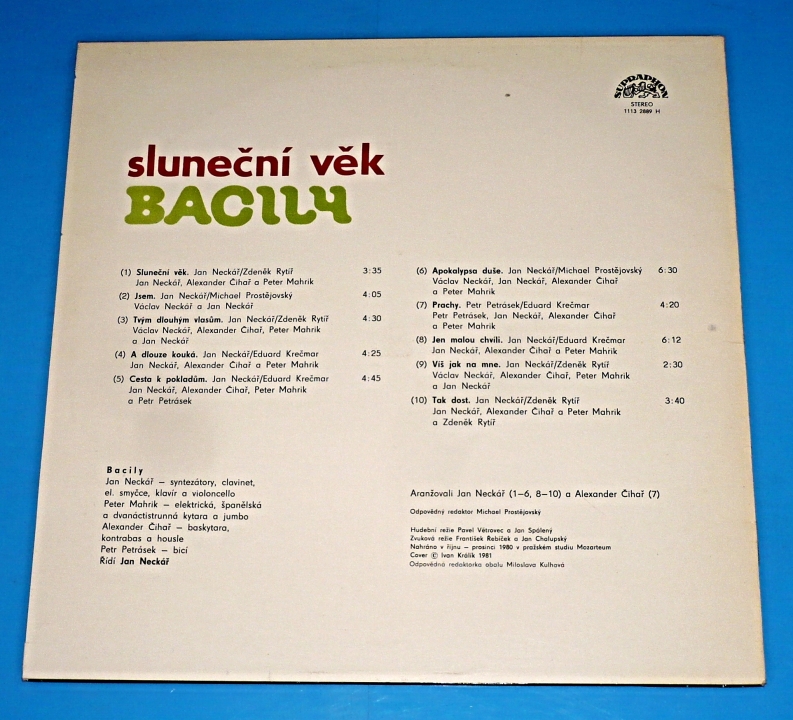 SUPRAPHON
STEREO
1113 2889 H
sluneční věk
BACILY
(1) Sluneční věk. Jan Neckář/Zdeněk Rytíř 3:35
Jan Neckář, Alexander Čihař a Peter Mahrik
(2) Jsem. Jan Neckář/Michael Prostějovský 4:05
Václav Neckář a Jan Neckář
(3) Tvým dlouhým vlasům. Jan Neckář/Zdeněk Rytíř 4:30
Václav Neckář, Alexander Čihař, Peter Mahrik
a Jan Neckář
(4) A dlouze kouká. Jan Neckář/Eduard Krečmar 4:25
Jan Neckář, Alexander Čihař a Peter Mahrik
(5) Cesta k pokladům. Jan Neckář/Eduard Krečmar 4:45
Jan Neckář, Alexander Čihař, Peter Mahrik
a Petr Petrásek
(6) Apokalypsa duše. Jan Neckář/Michael Prostějovský 6:30
Václav Neckář, Jan Neckář, Alexander Čihař
a Peter Mahrik
(7) Prachy. Petr Petrásek/Eduard Krečmar 4:20
Petr Petrásek, Jan Neckář, Alexander Čihař
a Peter Mahrik
(8) Jen malou chvíli. Jan Neckář/Eduard Krečmar 6:12
Jan Neckář, Alexander Čihař a Peter Mahrik
(9) Víš jak na mne. Jan Neckář/Zdeněk Rytíř 2:30
Václav Neckář, Alexander Čihař, Peter Mahrik
a Jan Neckář
(10) Tak dost. Jan Neckář/Zdeněk Rytíř 3:40
Jan Neckář, Alexander Čihař a Peter Mahrik
a Zdeněk Rytíř
Bacily
Jan Neckář – syntezátory, clavinet,
el. smyčce, klavír a violoncello
Peter Mahrik – elektrická, španělská
a dvanáctistrunná kytara a jumbo
Alexander Čihař – baskytara,
kontrabas a housle
Petr Petrásek – bicí
Řídí Jan Neckář
Aranžovali Jan Neckář (1–6, 8–10) a Alexander Čihař (7)
Odpovědný redaktor Michael Prostějovský
Hudební režie Pavel Větrovec a Jan Spálený
Zvuková režie František Řebíček a Jan Chalupský
Nahráno v říjnu – prosinci 1980 v pražském studiu Mozarteum
Cover © Ivan Králík 1981
Odpovědná redaktorka obalu Miloslava Kulhavá